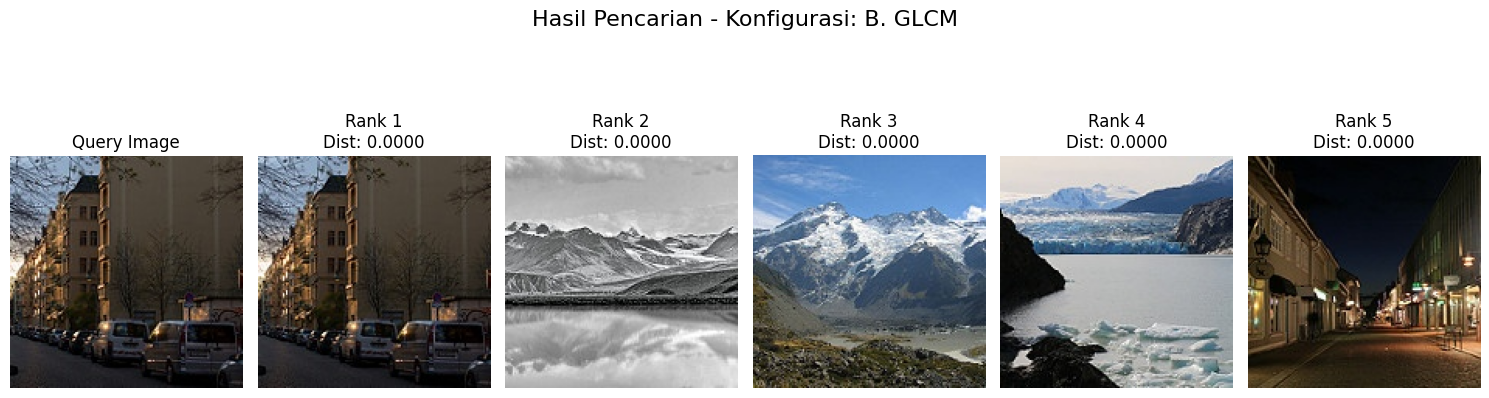 Hasil Pencarian - Konfigurasi: B. GLCM
Query Image
Rank 1
Dist: 0.0000
Rank 2
Dist: 0.0000
Rank 3
Dist: 0.0000
Rank 4
Dist: 0.0000
Rank 5
Dist: 0.0000